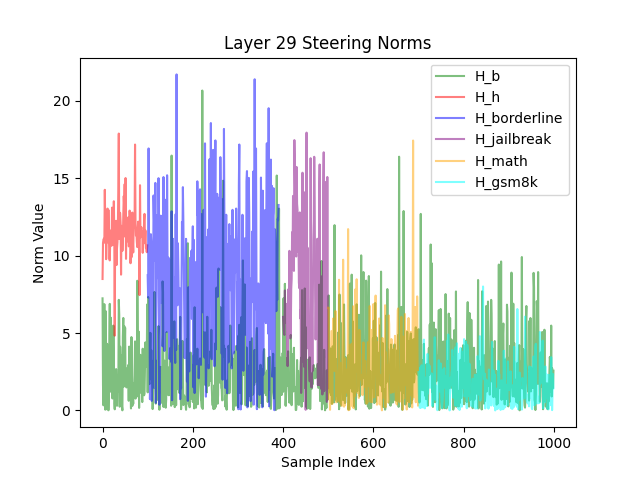 Layer 29 Steering Norms
H_b
H_h
H_borderline
H_jailbreak
H_math
H_gsm8k
Norm Value
20
15
10
5
0
0
200
400
600
800
1000
Sample Index